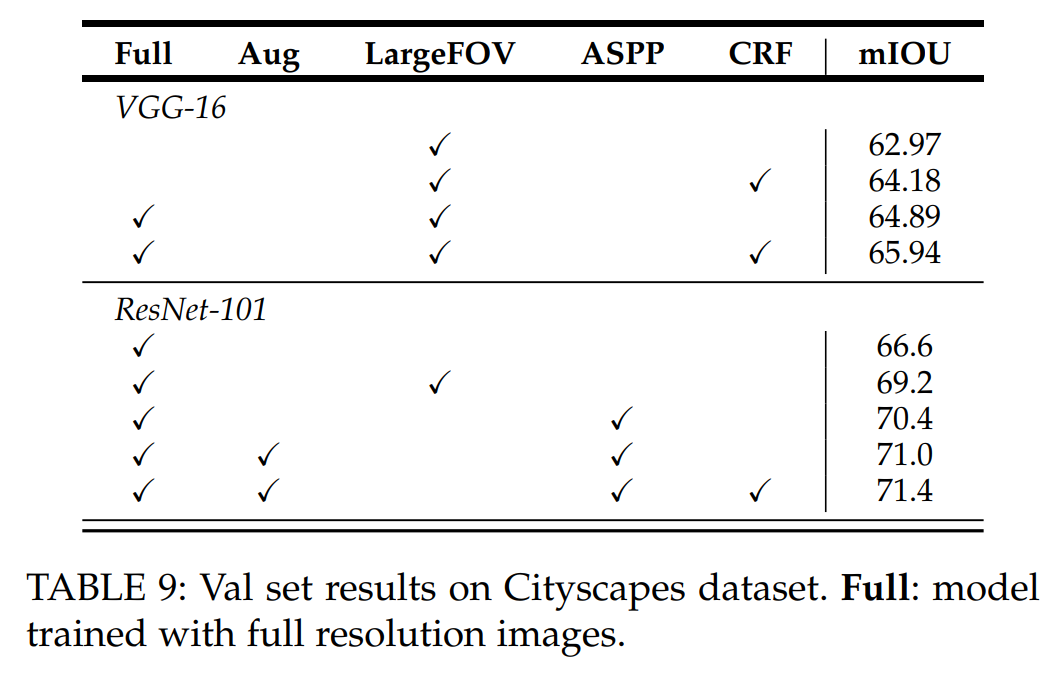 Full Aug LargeFOV ASPP CRF mIOU
VGG-16
✓ 62.97
✓ ✓ 64.18
✓ ✓ 64.89
✓ ✓ ✓ 65.94
ResNet-101
✓ 66.6
✓ ✓ 69.2
✓ ✓ 70.4
✓ ✓ ✓ 71.0
✓ ✓ ✓ ✓ 71.4
TABLE 9: Val set results on Cityscapes dataset. Full: model
trained with full resolution images.